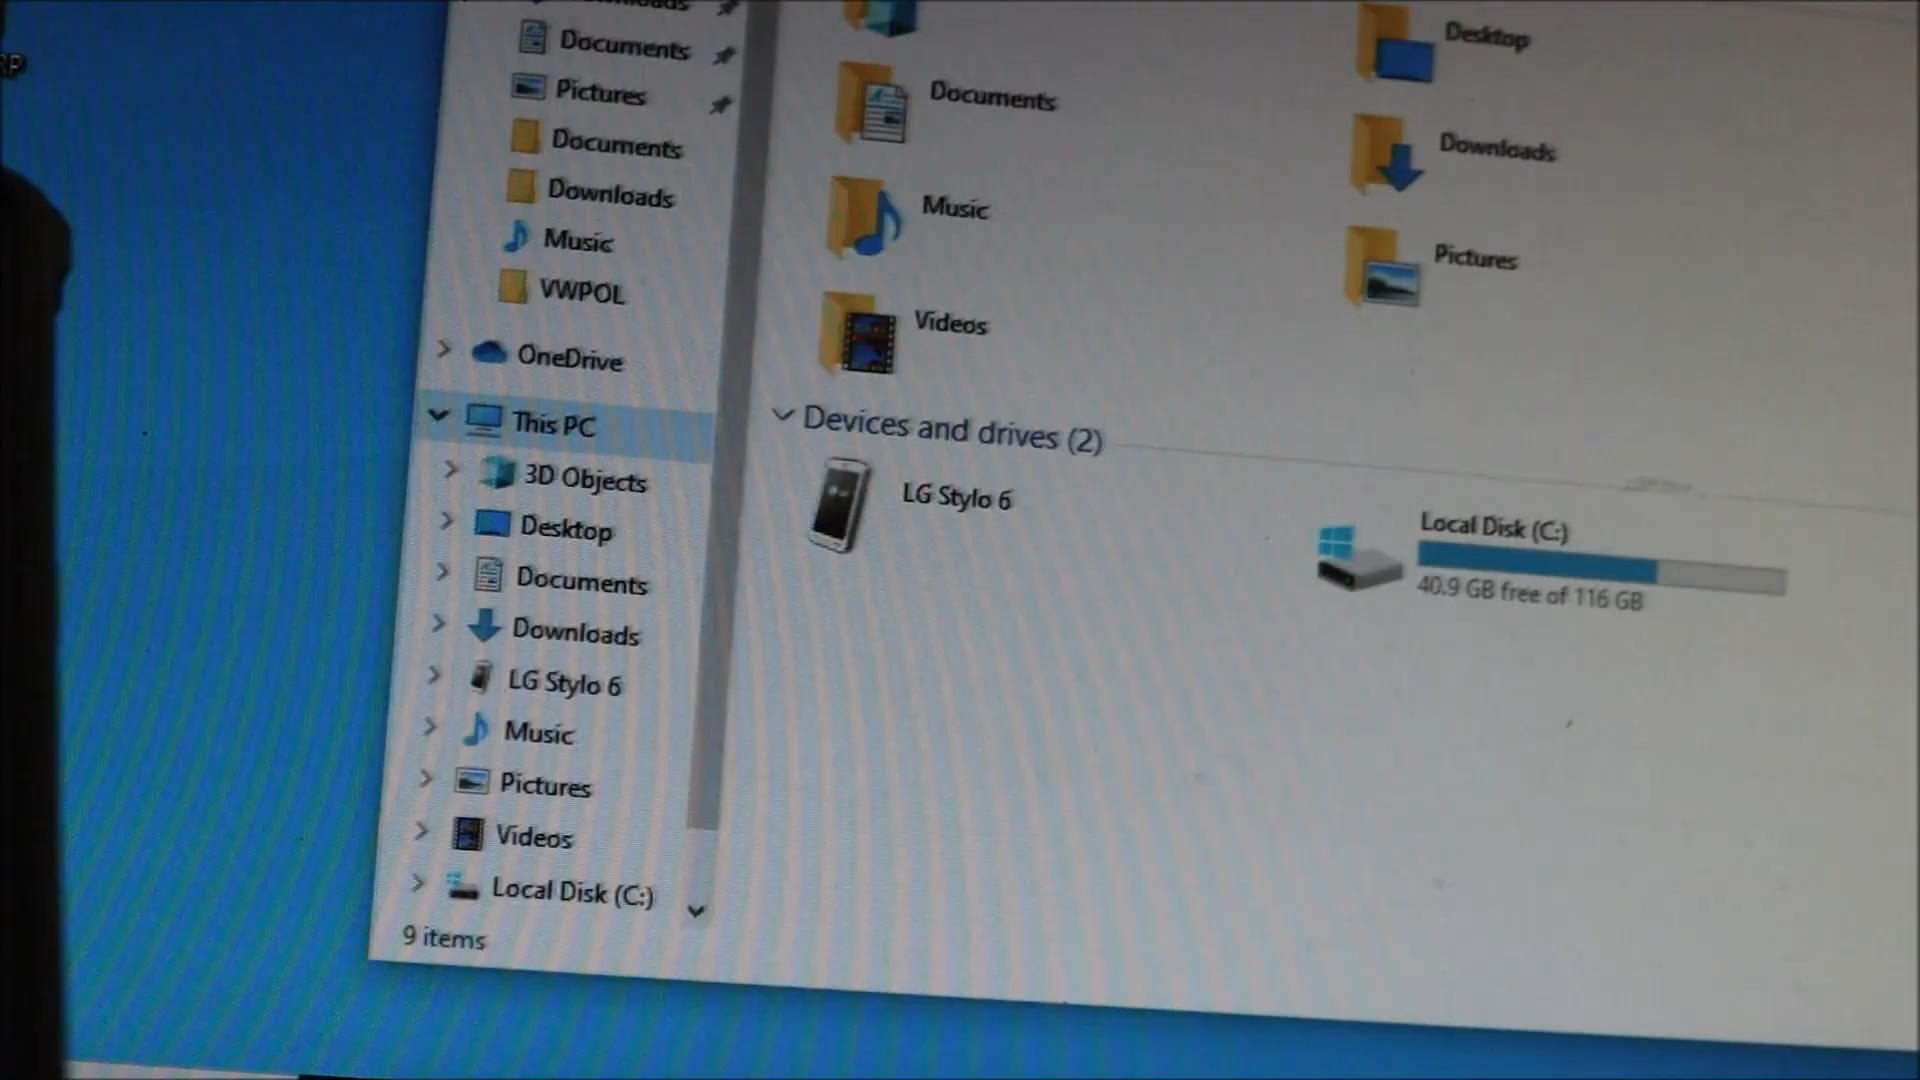 Documents
Pictures
Documents
Downloads
Music
VWPOL
OneDrive
This PC
3D Objects
Desktop
Documents
Downloads
LG Stylo 6
Music
Pictures
Videos
Local Disk (C:)
9 items
Desktop
Documents
Downloads
Music
Pictures
Videos
Devices and drives (2)
LG Stylo 6
Local Disk (C:)
40.9 GB free of 116 GB